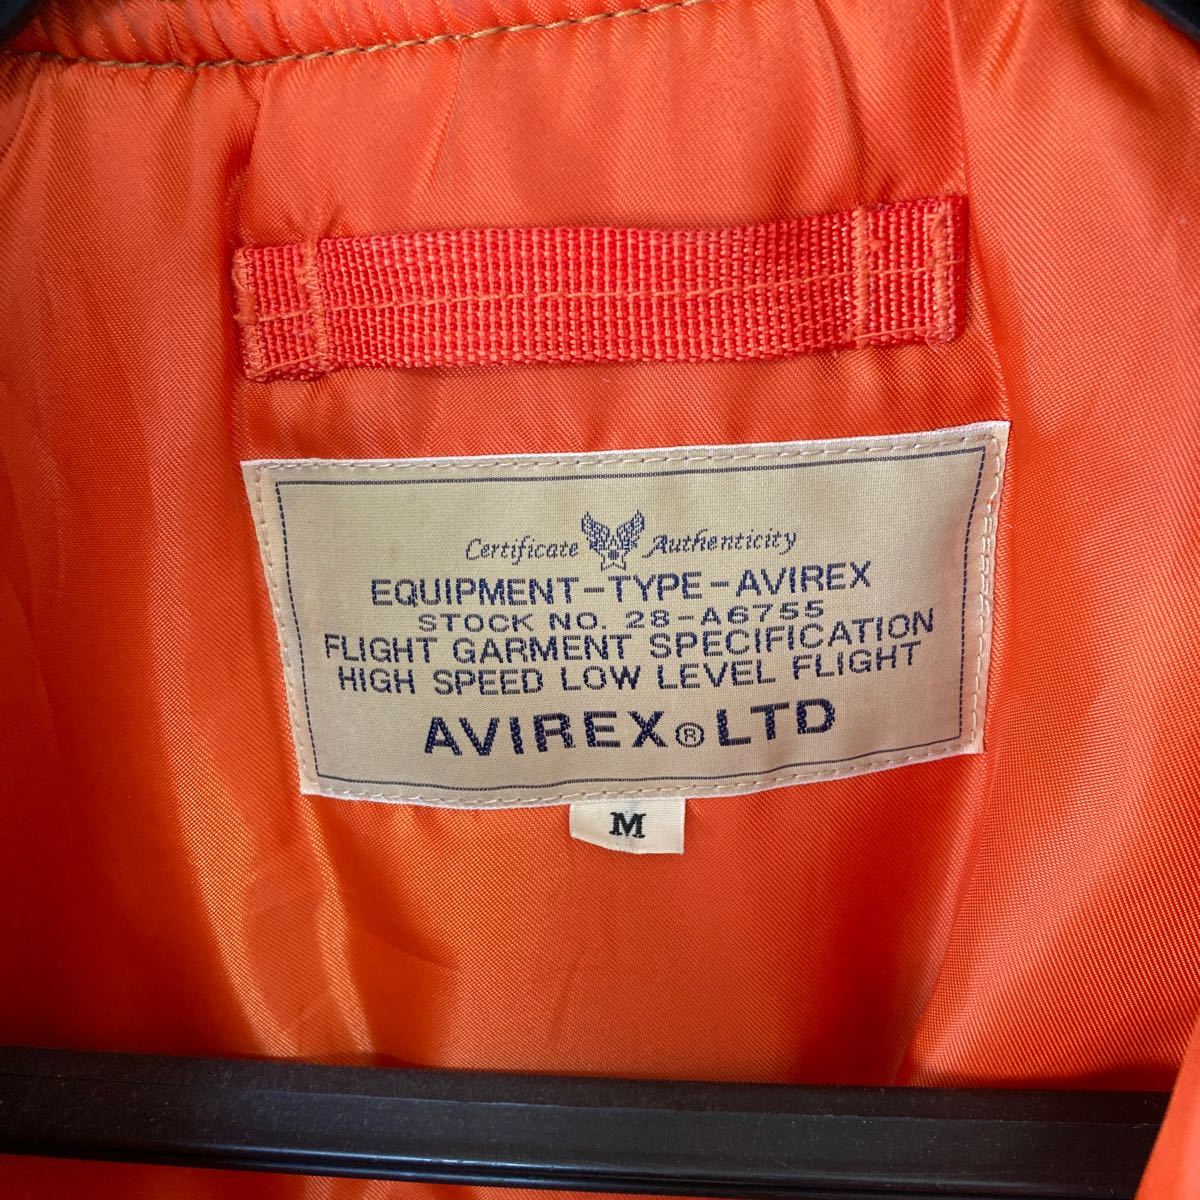 Certificate Authenticity
EQUIPMENT-TYPE-AVIREX
STOCK NO. 28-A6755
FLIGHT GARMENT SPECIFICATION
HIGH SPEED LOW LEVEL FLIGHT
AVIREX® LTD
M